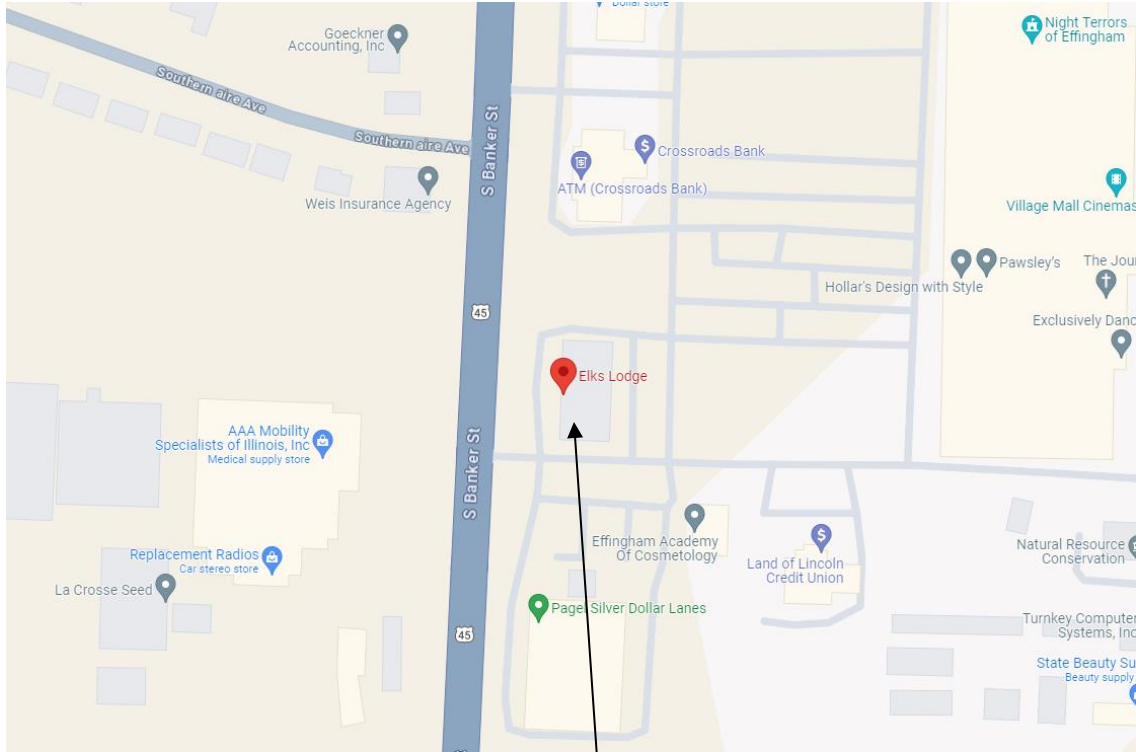 Dollar store
Night Terrors
of Effingham
Goeckner
Accounting, Inc
Southern aire Ave
Southern aire Ave
S Banker St
Crossroads Bank
ATM (Crossroads Bank)
Weis Insurance Agency
Village Mall Cinemas
Pawsley's
The Jour
Hollar's Design with Style
45
Exclusively Danc
Elks Lodge
AAA Mobility
Specialists of Illinois, Inc
Medical supply store
S Banker St
Effingham Academy
Of Cosmetology
Land of Lincoln
Credit Union
Natural Resource
Conservation
Replacement Radios
Car stereo store
La Crosse Seed
Pagel Silver Dollar Lanes
45
Turnkey Computer
Systems, Inc
State Beauty Su
Beauty supply